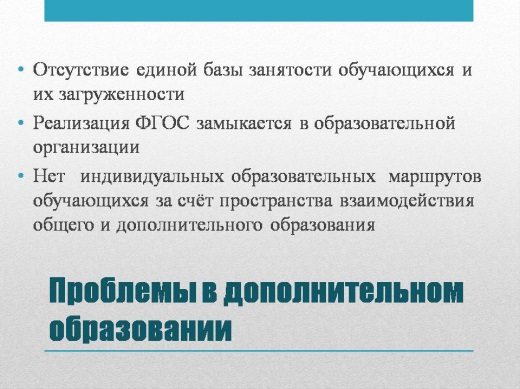 • Отсутствие единой базы занятости обучающихся и
их загруженности
• Реализация ФГОС замыкается в образовательной
организации
• Нет индивидуальных образовательных маршрутов
обучающихся за счёт пространства взаимодействия
общего и дополнительного образования
Проблемы в дополнительном
образовании